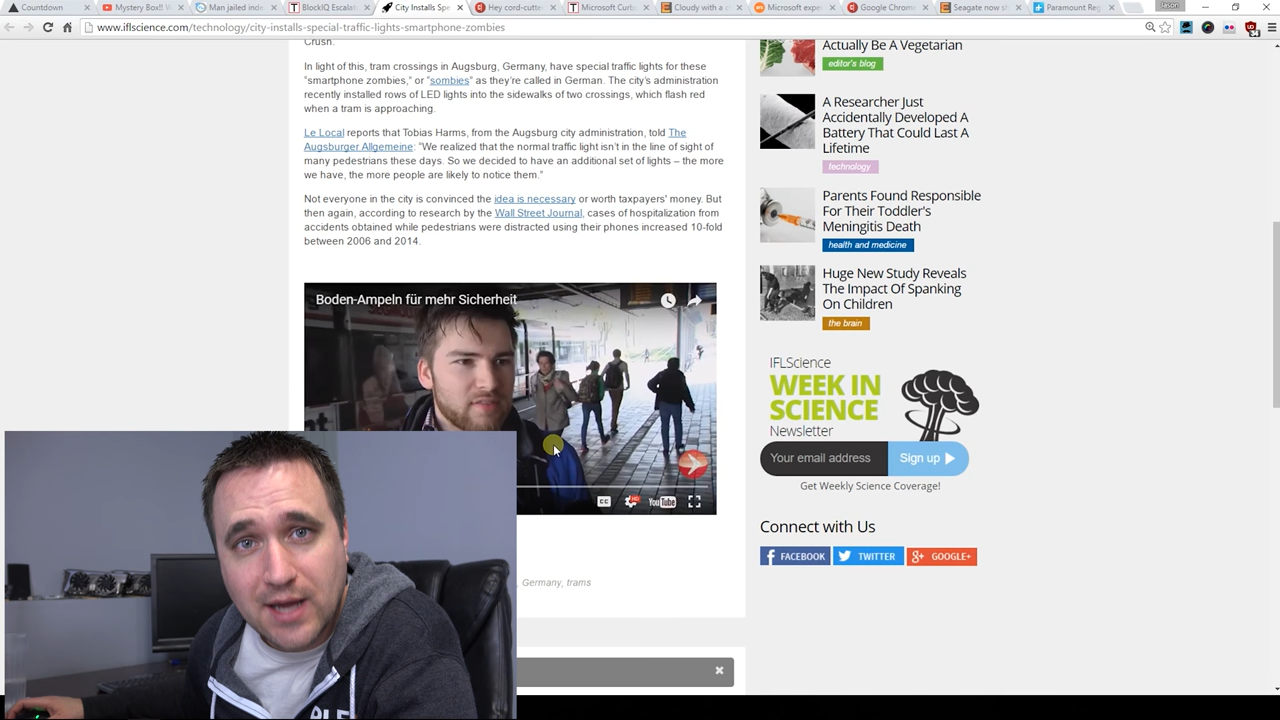 Countdown
Mystery Box!! W
Man jailed inde
BlockIQ Escalat
City Installs Spe
Hey cord-cutte
Microsoft Curb
Cloudy with a c
Microsoft exper
Google Chrome
Seagate now sh
Paramount Reg
Jason
www.iflscience.com/technology/city-installs-special-traffic-lights-smartphone-zombies
Crush.
In light of this, tram crossings in Augsburg, Germany, have special traffic lights for these
"smartphone zombies," or "sombies" as they're called in German. The city's administration
recently installed rows of LED lights into the sidewalks of two crossings, which flash red
when a tram is approaching.
Le Local reports that Tobias Harms, from the Augsburg city administration, told The
Augsburger Allgemeine: "We realized that the normal traffic light isn't in the line of sight of
many pedestrians these days. So we decided to have an additional set of lights – the more
we have, the more people are likely to notice them."
Not everyone in the city is convinced the idea is necessary or worth taxpayers' money. But
then again, according to research by the Wall Street Journal, cases of hospitalization from
accidents obtained while pedestrians were distracted using their phones increased 10-fold
between 2006 and 2014.
Boden-Ampeln für mehr Sicherheit
CC
HD
YouTube
, Germany, trams
Actually Be A Vegetarian
editor's blog
A Researcher Just
Accidentally Developed A
Battery That Could Last A
Lifetime
technology
Parents Found Responsible
For Their Toddler's
Meningitis Death
health and medicine
Huge New Study Reveals
The Impact Of Spanking
On Children
the brain
IFLScience
WEEK IN
SCIENCE
Newsletter
Your email address
Sign up
Get Weekly Science Coverage!
Connect with Us
FACEBOOK
TWITTER
GOOGLE+